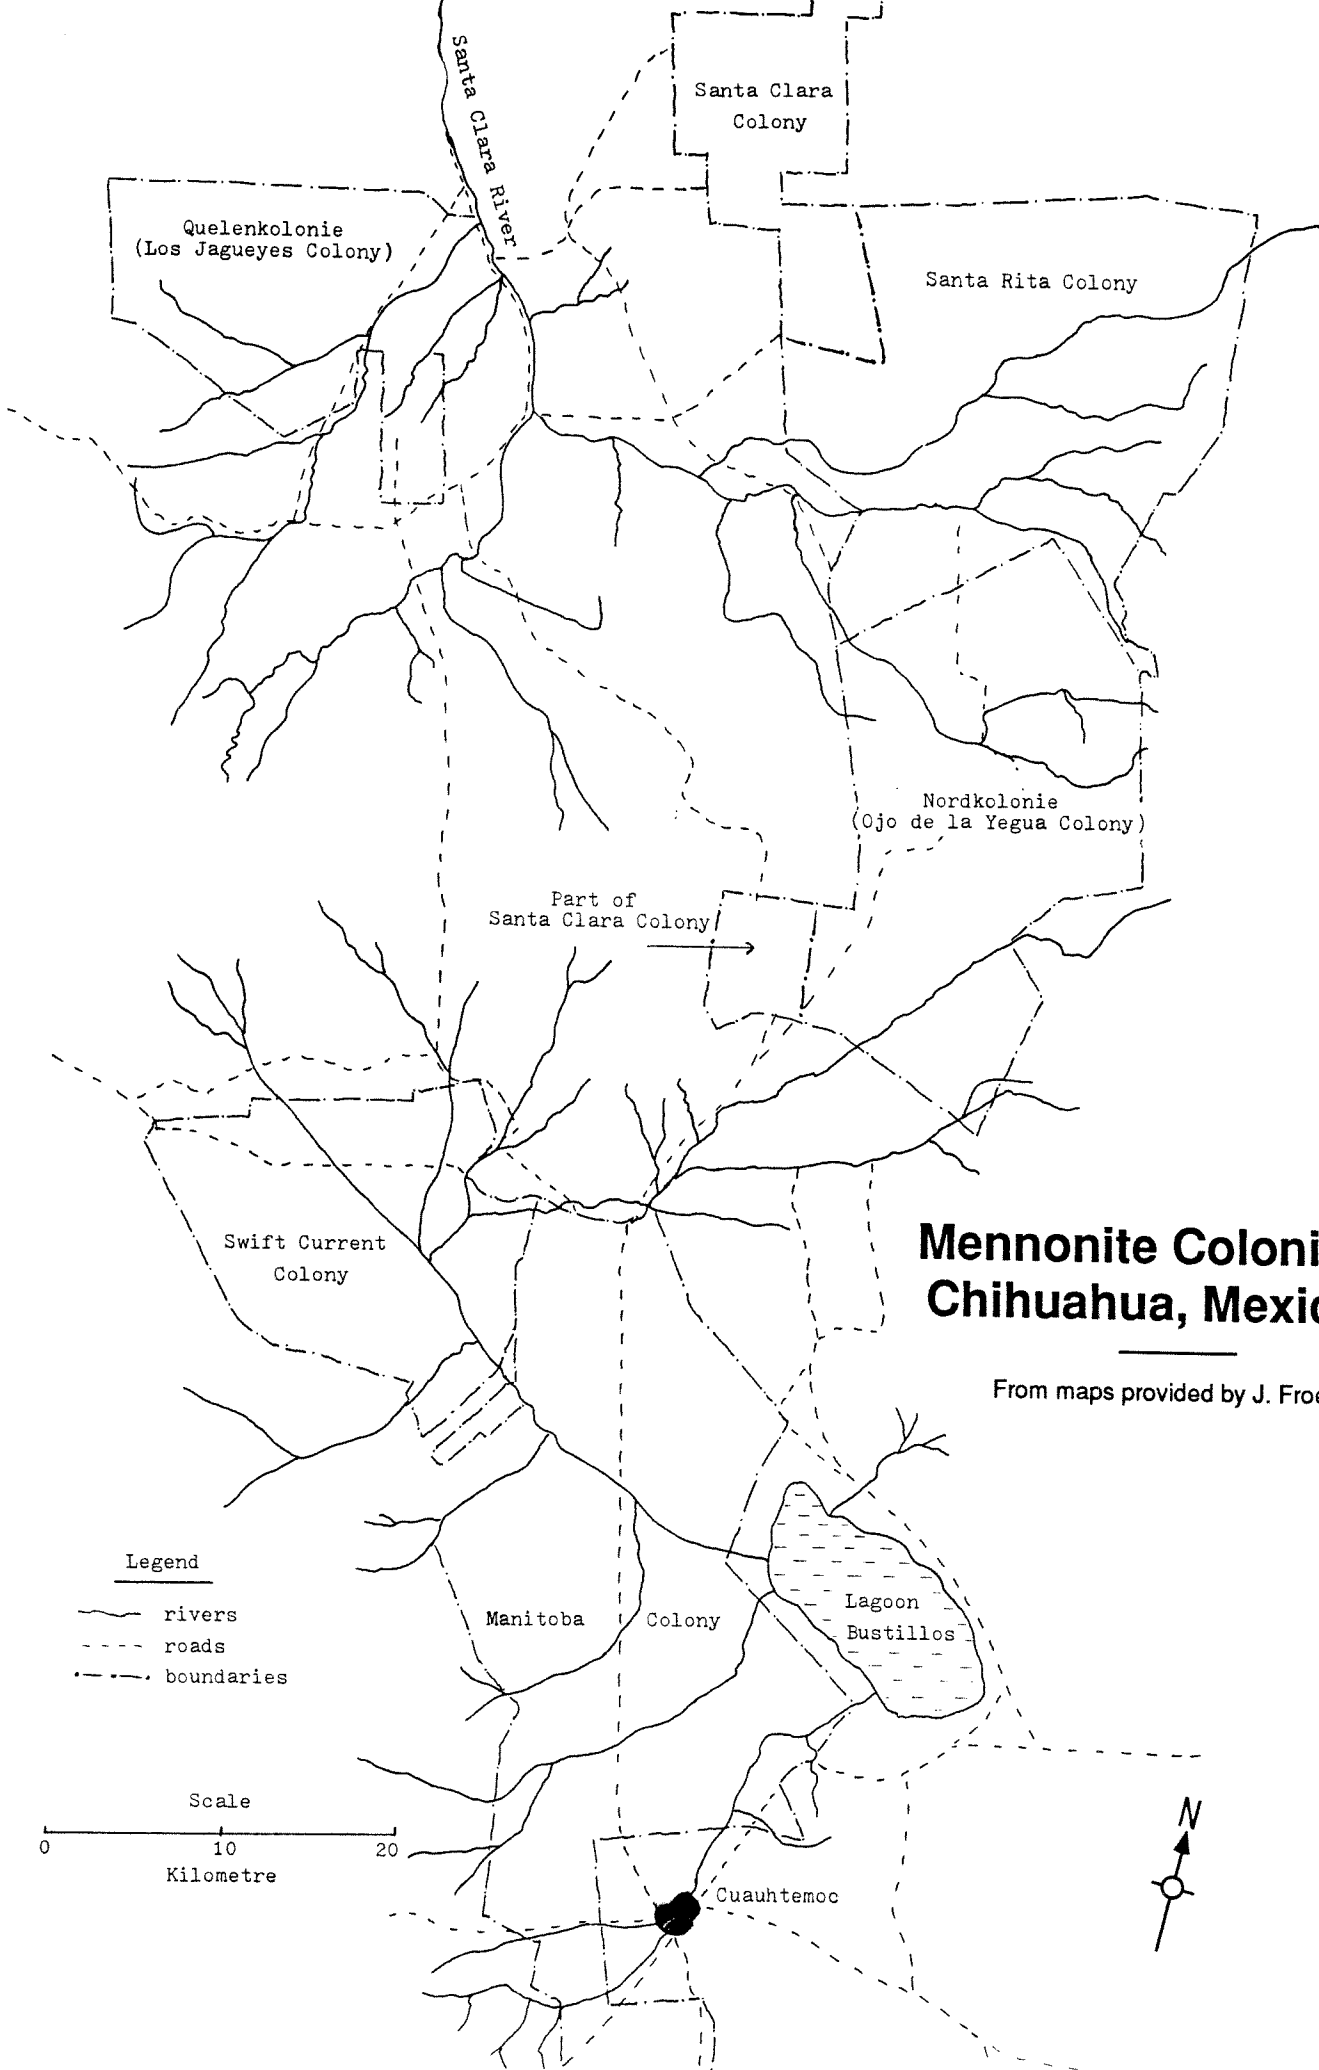 Santa Clara River
Santa Clara
Colony
Quelenkolonie
(Los Jagueyes Colony)
Santa Rita Colony
Nordkolonie
(Ojo de la Yegua Colony)
Part of
Santa Clara Colony
Swift Current
Colony
Mennonite Coloni
Chihuahua, Mexic
From maps provided by J. Froe
Legend
rivers
roads
boundaries
Manitoba Colony
Lagoon
Bustillos
Scale
0 10 20
Kilometre
N
Cuauhtemoc